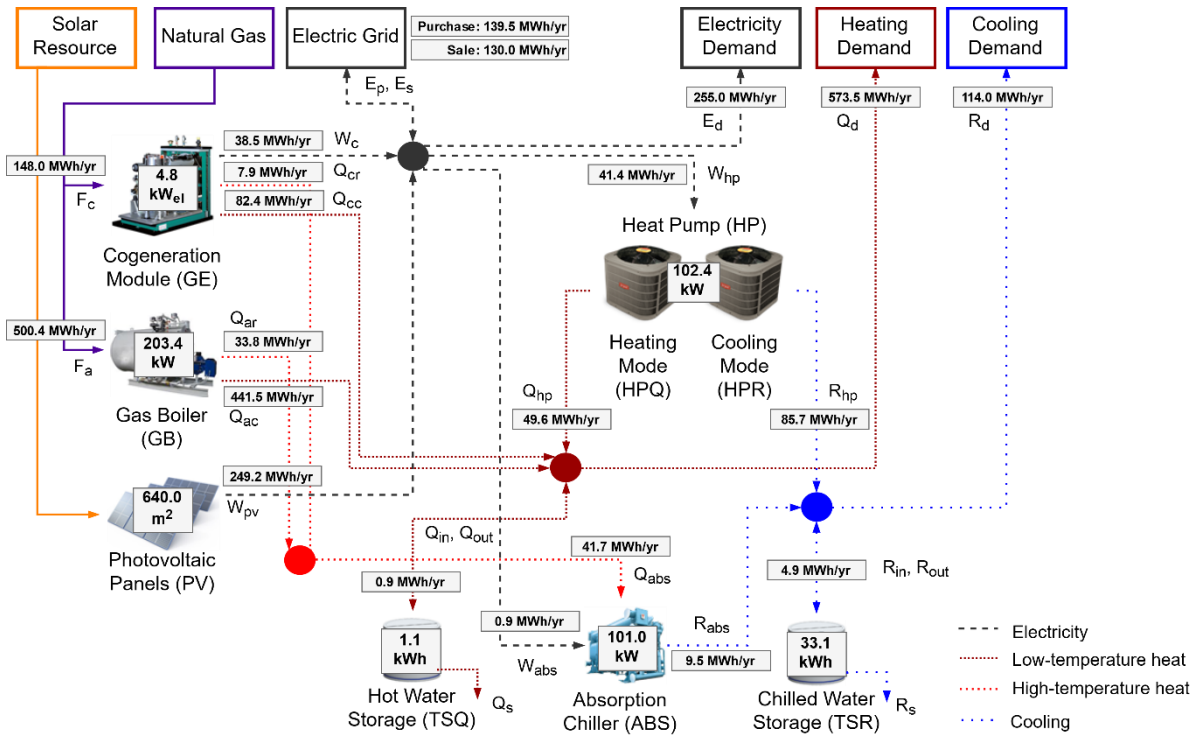 Solar
Resource
Natural Gas
Electric Grid
Purchase: 139.5 MWh/yr
Sale: 130.0 MWh/yr
Electricity
Demand
Heating
Demand
Cooling
Demand
Ep, Es
255.0 MWh/yr
Ed
573.5 MWh/yr
Qd
114.0 MWh/yr
Rd
148.0 MWh/yr
Fc
4.8
kWel
38.5 MWh/yr
Wc
7.9 MWh/yr
Qcr
82.4 MWh/yr
Qcc
Cogeneration
Module (GE)
41.4 MWh/yr
Whp
Heat Pump (HP)
102.4
kW
Heating
Mode
(HPQ)
Cooling
Mode
(HPR)
500.4 MWh/yr
Fa
203.4
kW
Qar
33.8 MWh/yr
441.5 MWh/yr
Qac
Gas Boiler
(GB)
Qhp
49.6 MWh/yr
Rhp
85.7 MWh/yr
640.0
m2
249.2 MWh/yr
Wpv
Photovoltaic
Panels (PV)
Qin, Qout
0.9 MWh/yr
41.7 MWh/yr
Qabs
4.9 MWh/yr
Rin, Rout
1.1
kWh
Qs
Hot Water
Storage (TSQ)
0.9 MWh/yr
Wabs
101.0
kW
Rabs
9.5 MWh/yr
Absorption
Chiller (ABS)
33.1
kWh
Rs
Chilled Water
Storage (TSR)
Electricity
Low-temperature heat
High-temperature heat
Cooling